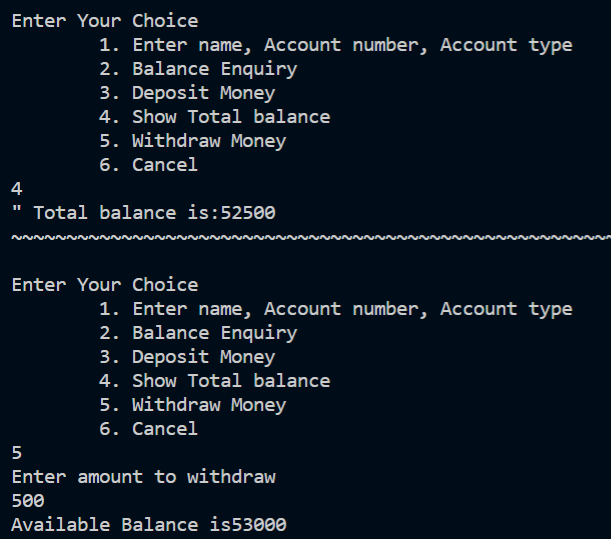 Enter Your Choice
        1. Enter name, Account number, Account type
        2. Balance Enquiry
        3. Deposit Money
        4. Show Total balance
        5. Withdraw Money
        6. Cancel
4
" Total balance is:52500
~~~~~~~~~~~~~~~~~~~~~~~~~~~~~~~~~~~~~~~~~~~~~~~~~~~~~~~
Enter Your Choice
        1. Enter name, Account number, Account type
        2. Balance Enquiry
        3. Deposit Money
        4. Show Total balance
        5. Withdraw Money
        6. Cancel
5
Enter amount to withdraw
500
Available Balance is53000